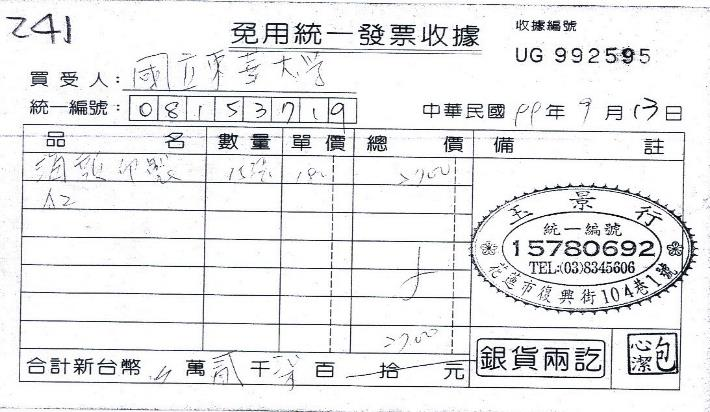 241
免用統一發票收據
收據編號
UG 992595
買受人：國立東華大學
統一編號：08153719
中華民國 99 年 9 月 13 日
品 名 數量 單價 總 價 備 註
2700
A2
玉景行
統一編號
15780692
TEL:(03)8345606
花蓮市復興街104巷1號
2700
合計新台幣 萬 貳 千 柒 百 拾 元
銀貨兩訖
包心潔